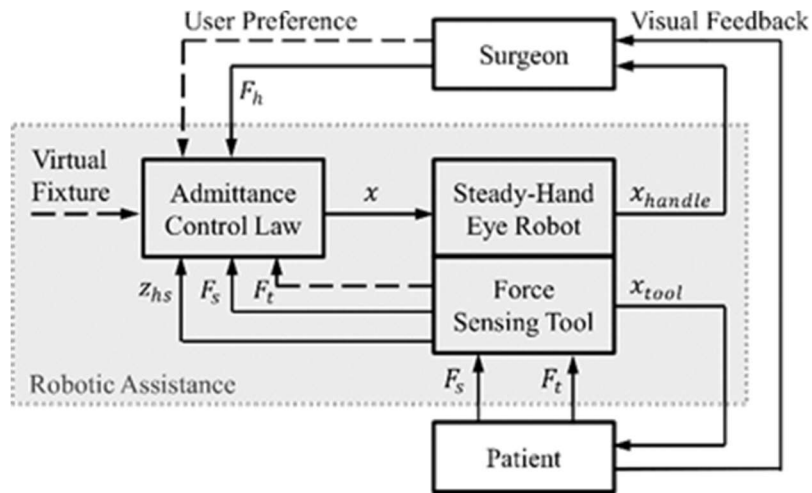 User Preference
Visual Feedback
Surgeon
F_h
Virtual
Fixture
Admittance
Control Law
x
Steady-Hand
Eye Robot
x_handle
z_hs
F_s
F_t
Force
Sensing Tool
x_tool
Robotic Assistance
F_s
F_t
Patient